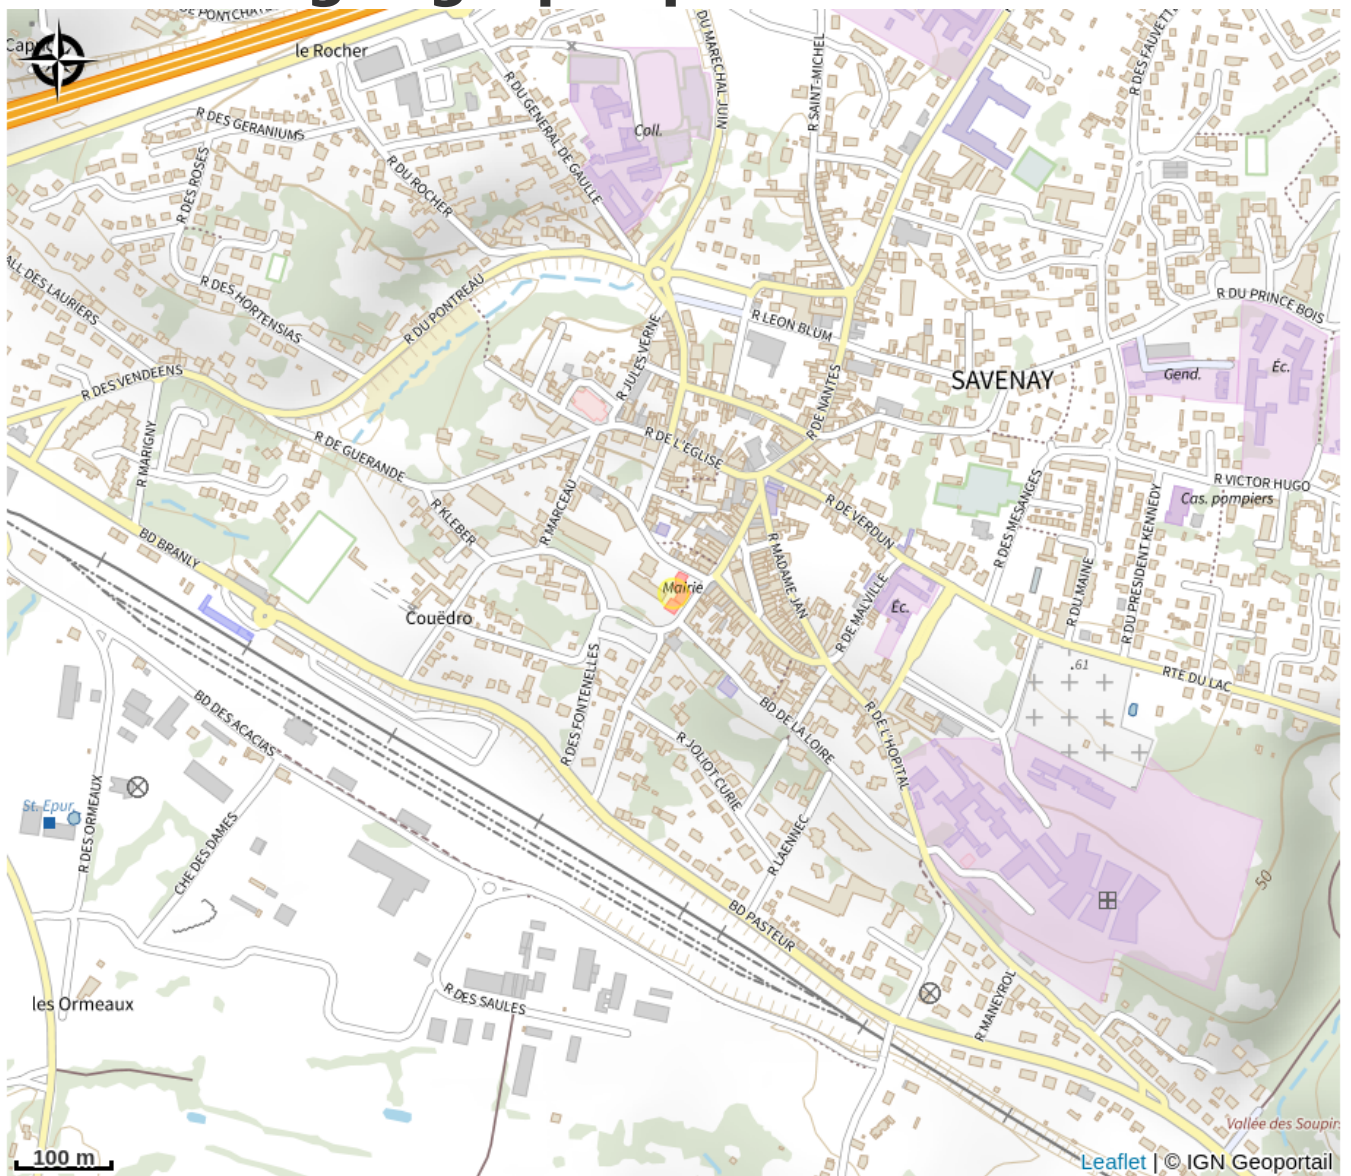 le Rocher
R DU MARECHAL JUIN
R SAINT-MICHEL
R DES FAUVETTES
R DU GENERAL DE GAULLE
Coll.
R DES GERANIUMS
R DU ROCHER
R DES ROSES
ALL DES LAURIERS
R DES HORTENSIAS
R DU PONTREAU
R JULES VERNE
R LEON BLUM
R DU PRINCE BOIS
SAVENAY
Gend.
Éc.
R DES VENDEENS
R DE NANTES
R MARIGNY
R DE GUERANDE
R DE L'EGLISE
R VICTOR HUGO
Cas. pompiers
R KLEBER
R MARCEAU
R DE VERDUN
R DES MESANGES
R DU PRESIDENT KENNEDY
BD BRANLY
R MADAME JAN
R DU MAINE
Mairie
R DE MALVILLE
Éc.
Couëdro
.61
RTE DU LAC
R DES FONTENELLES
BD DES ACACIAS
BD DE LA LOIRE
R DE L'HOPITAL
R JOLIOT CURIE
St. Epur.
R DES ORMEAUX
CHE DES DAMES
R LAENNEC
50
BD PASTEUR
les Ormeaux
R DES SAULES
R MANEYROL
Vallée des Soupir
100 m
Leaflet | © IGN Geoportail